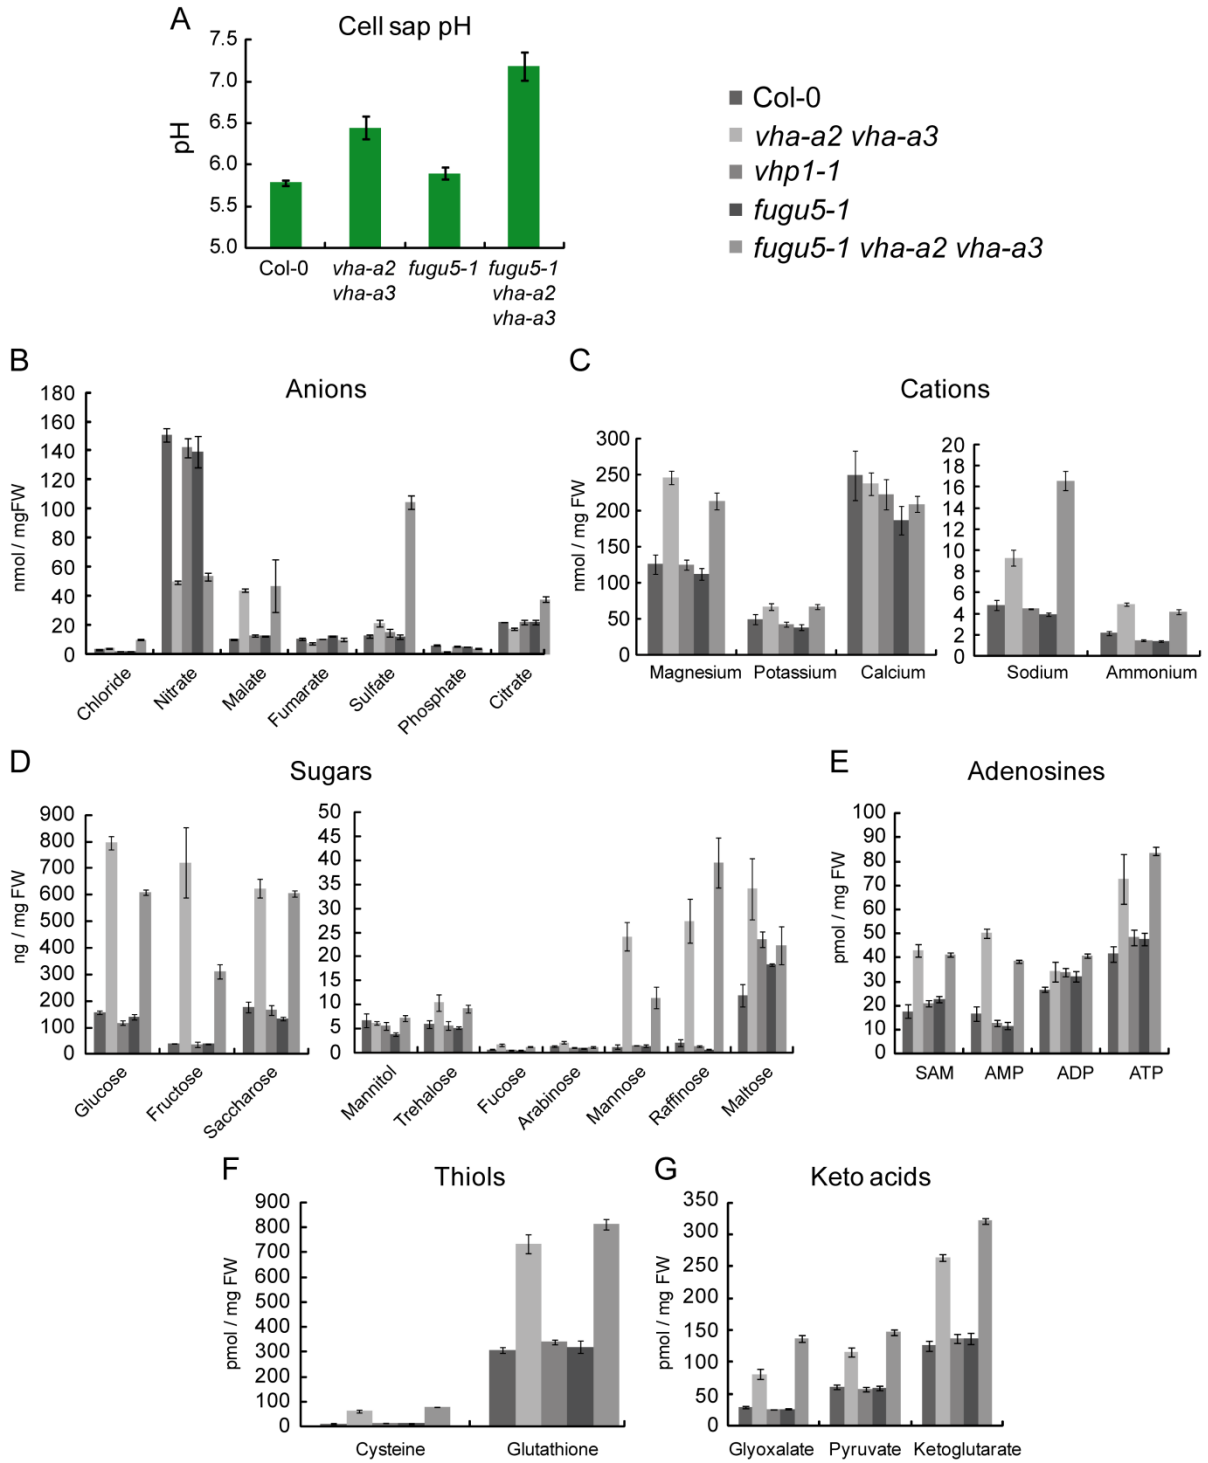 A
Cell sap pH
7.5
7.0
6.5
6.0
5.5
5.0
pH
Col-0
vha-a2
vha-a3
fugu5-1
fugu5-1
vha-a2
vha-a3
Col-0
vha-a2 vha-a3
vhp1-1
fugu5-1
fugu5-1 vha-a2 vha-a3
B
Anions
180
160
140
120
100
80
60
40
20
0
nmol / mgFW
Chloride
Nitrate
Malate
Fumarate
Sulfate
Phosphate
Citrate
C
Cations
300
250
200
150
100
50
0
nmol / mg FW
Magnesium
Potassium
Calcium
20
18
16
14
12
10
8
6
4
2
0
Sodium
Ammonium
D
Sugars
900
800
700
600
500
400
300
200
100
0
ng / mg FW
Glucose
Fructose
Saccharose
50
45
40
35
30
25
20
15
10
5
0
Mannitol
Trehalose
Fucose
Arabinose
Mannose
Raffinose
Maltose
E
Adenosines
100
90
80
70
60
50
40
30
20
10
0
pmol / mg FW
SAM
AMP
ADP
ATP
F
Thiols
900
800
700
600
500
400
300
200
100
0
pmol / mg FW
Cysteine
Glutathione
G
Keto acids
350
300
250
200
150
100
50
0
pmol / mg FW
Glyoxalate
Pyruvate
Ketoglutarate